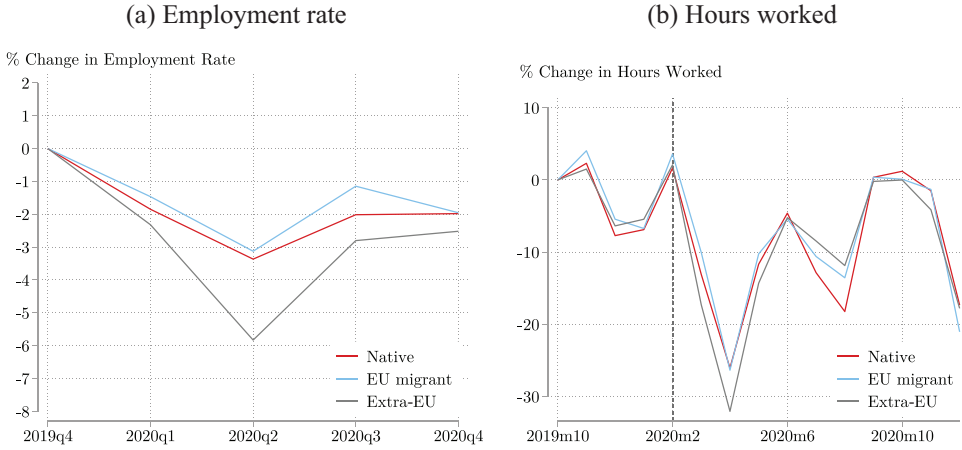 (a) Employment rate
% Change in Employment Rate
2
1
0
-1
-2
-3
-4
-5
-6
-7
-8
Native
EU migrant
Extra-EU
2019q4 2020q1 2020q2 2020q3 2020q4
(b) Hours worked
% Change in Hours Worked
10
0
-10
-20
-30
Native
EU migrant
Extra-EU
2019m10 2020m2 2020m6 2020m10